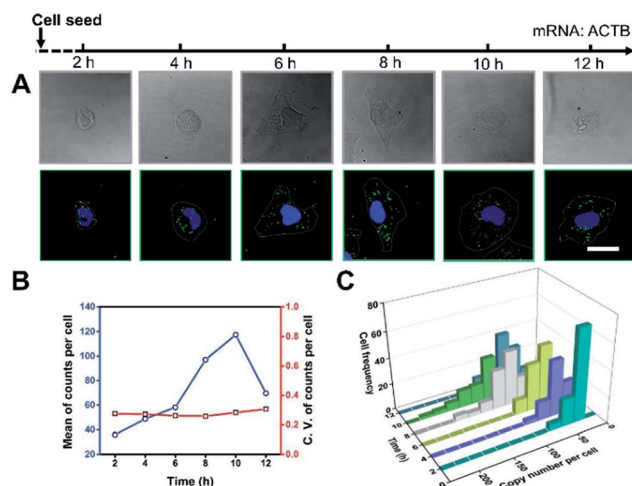 Cell seed
mRNA: ACTB
2 h 4 h 6 h 8 h 10 h 12 h
A
B
C
Mean of counts per cell
140
120
100
80
60
40
20
C. V. of counts per cell
1.0
0.8
0.6
0.4
0.2
0.0
2 4 6 8 10 12
Time (h)
Cell frequency
80
60
40
20
0
12
10
8
6
4
2
0
Time (h)
200
150
100
50
0
Copy number per cell